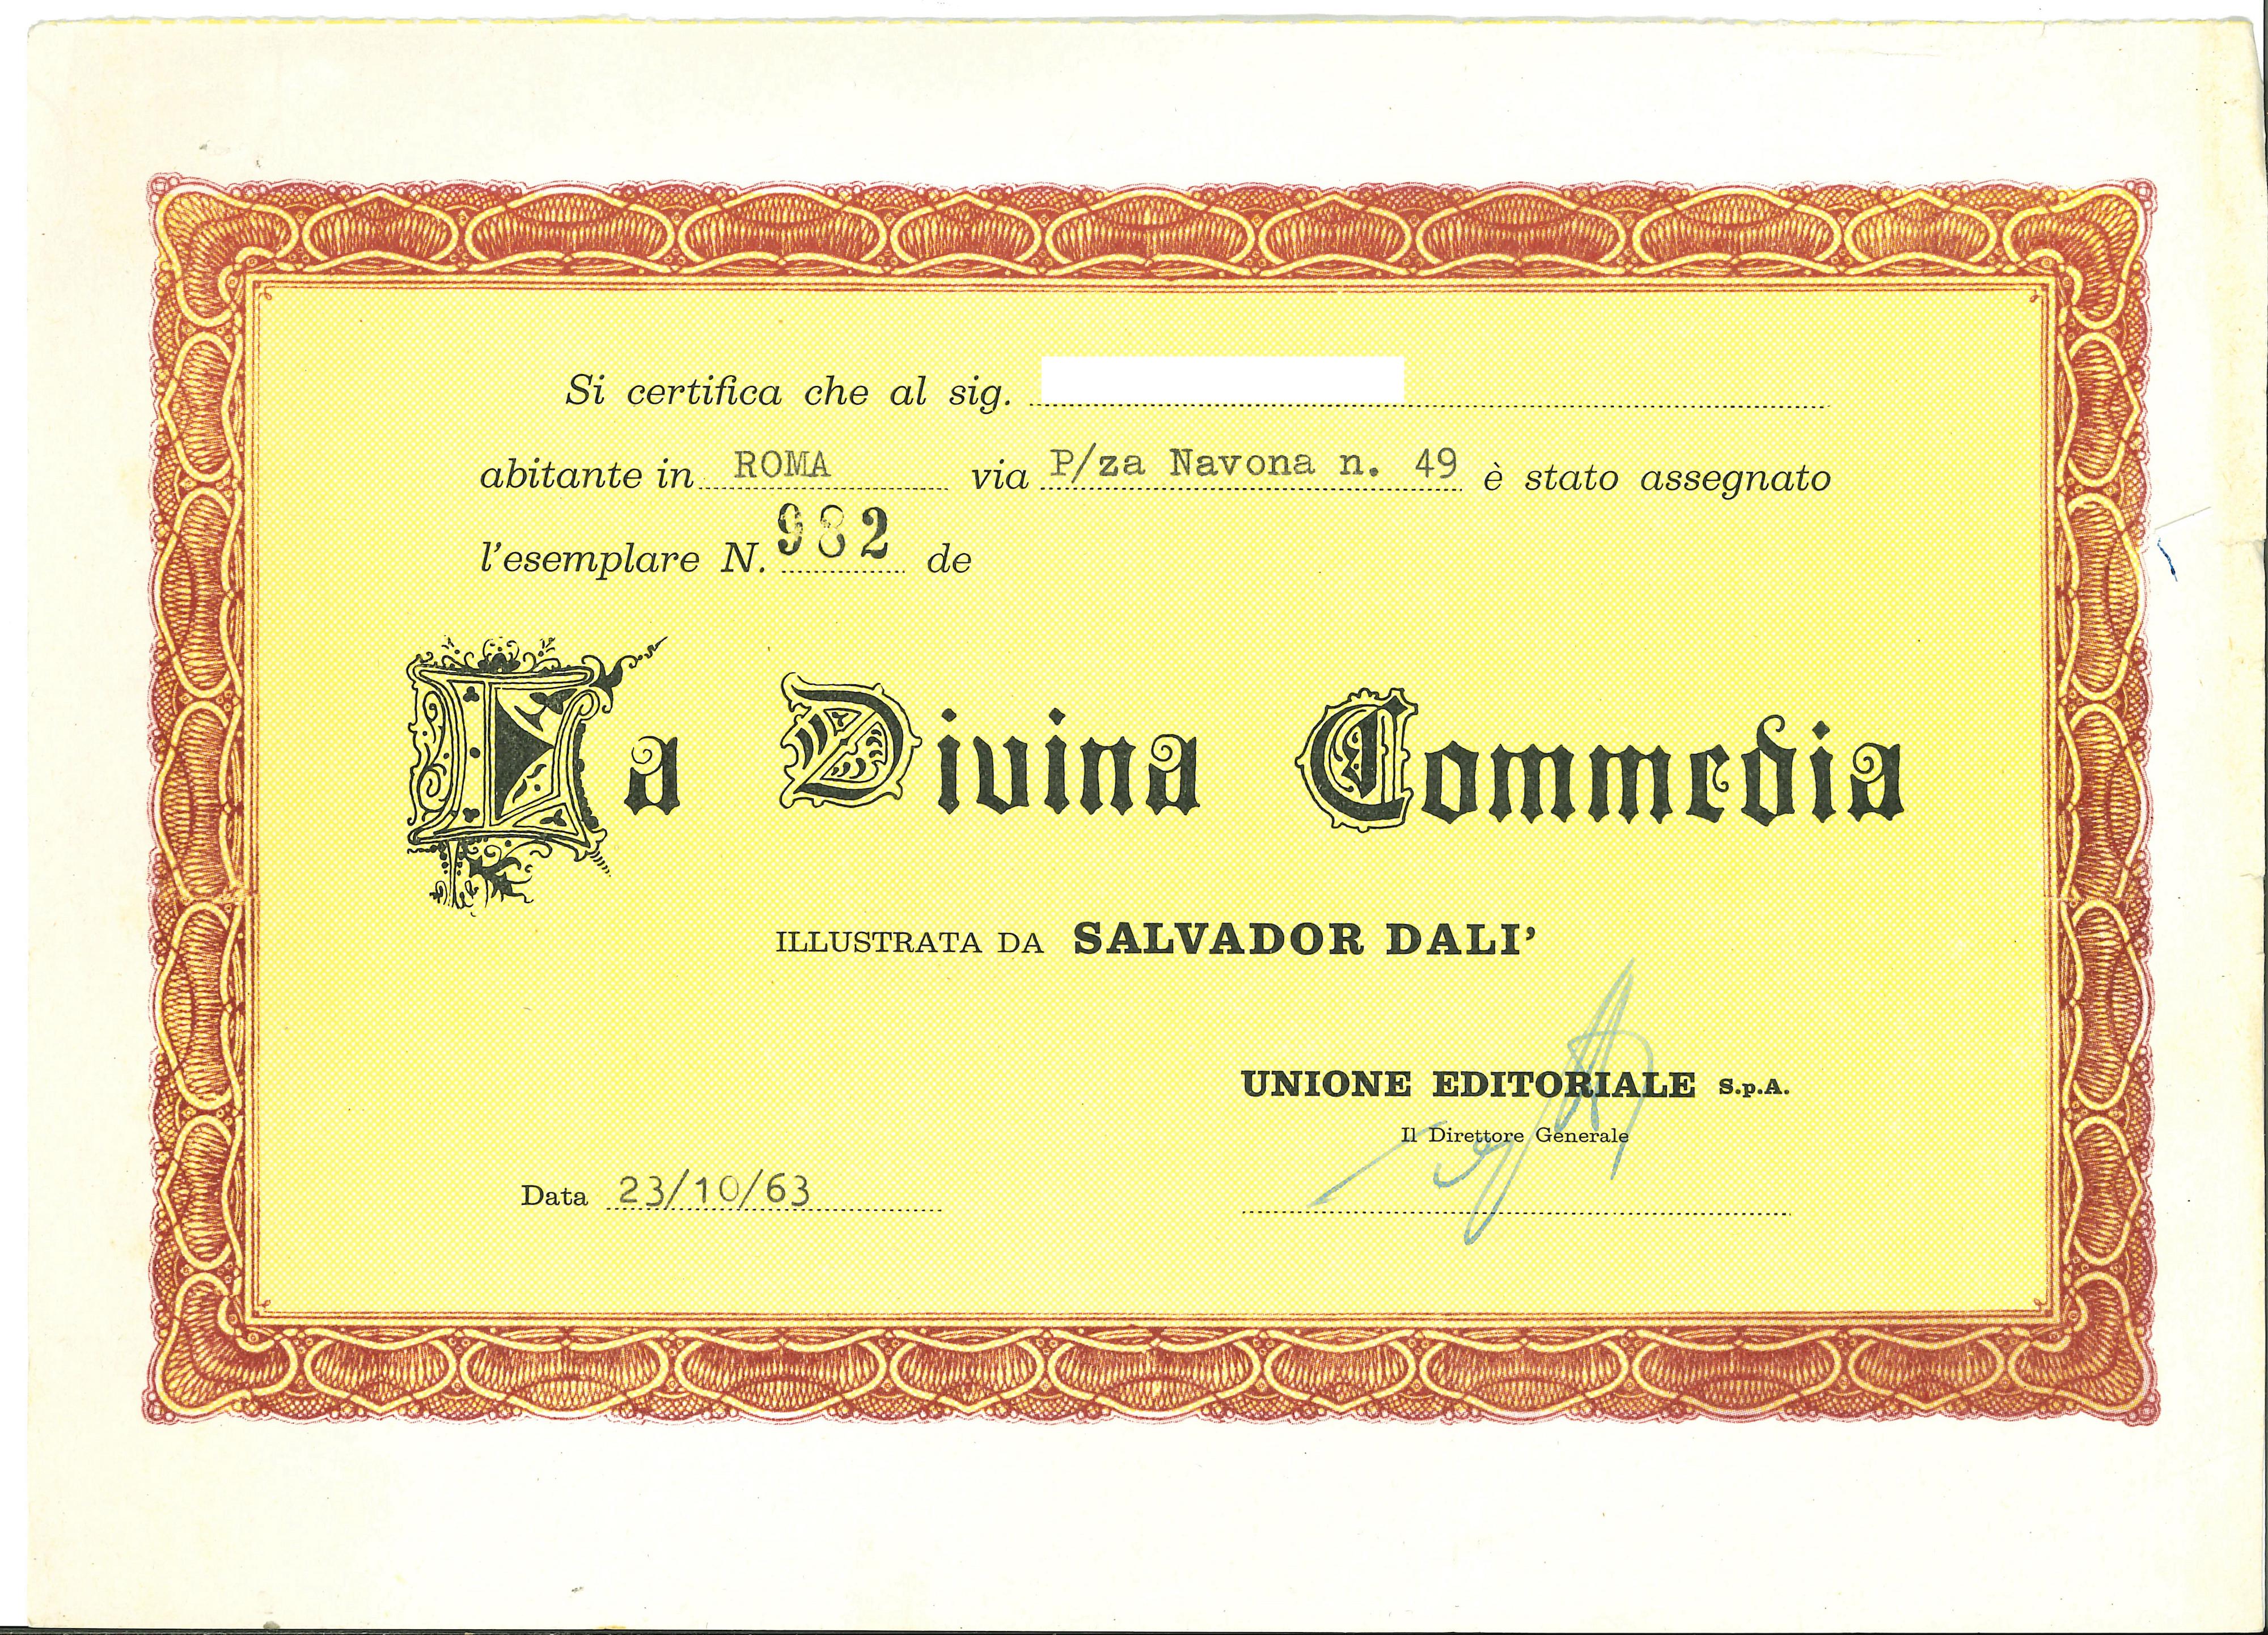 Si certifica che al sig.
abitante in ROMA via P/za Navona n. 49 è stato assegnato
l'esemplare N. 982 de
La Divina Commedia
ILLUSTRATA DA SALVADOR DALI'
UNIONE EDITORIALE S.p.A.
Il Direttore Generale
Data 23/10/63